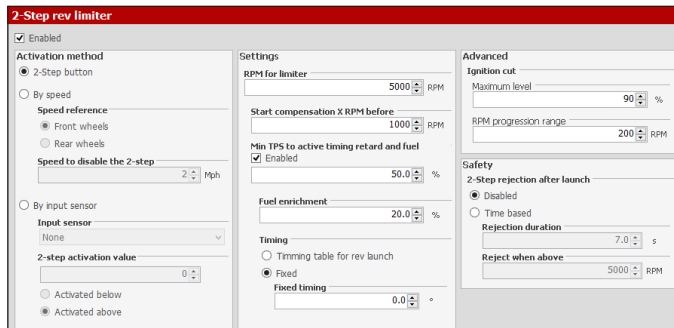 2-Step rev limiter
Enabled
Activation method
2-Step button
By speed
Speed reference
Front wheels
Rear wheels
Speed to disable the 2-step
2 Mph
By input sensor
Input sensor
None
2-step activation value
0
Activated below
Activated above
Settings
RPM for limiter
5000 RPM
Start compensation X RPM before
1000 RPM
Min TPS to active timing retard and fuel
Enabled
50.0 %
Fuel enrichment
20.0 %
Timing
Timming table for rev launch
Fixed
Fixed timing
0.0 °
Advanced
Ignition cut
Maximum level
90 %
RPM progression range
200 RPM
Safety
2-Step rejection after launch
Disabled
Time based
Rejection duration
7.0 s
Reject when above
5000 RPM